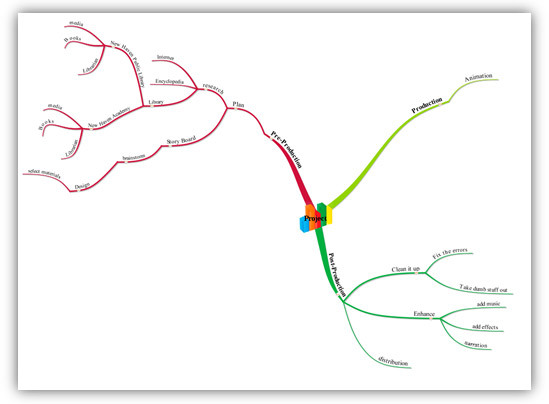 Project
Pre-Production
Plan
research
Internet
Encyclopedia
Library
New Haven Public Library
media
Books
Librarian
New Haven Academy
media
Books
Librarian
Story Board
brainstorm
Design
select materials
Production
Animation
Post-Production
Clean it up
Fix the errors
Take dumb stuff out
Enhance
add music
add effects
narration
distribution